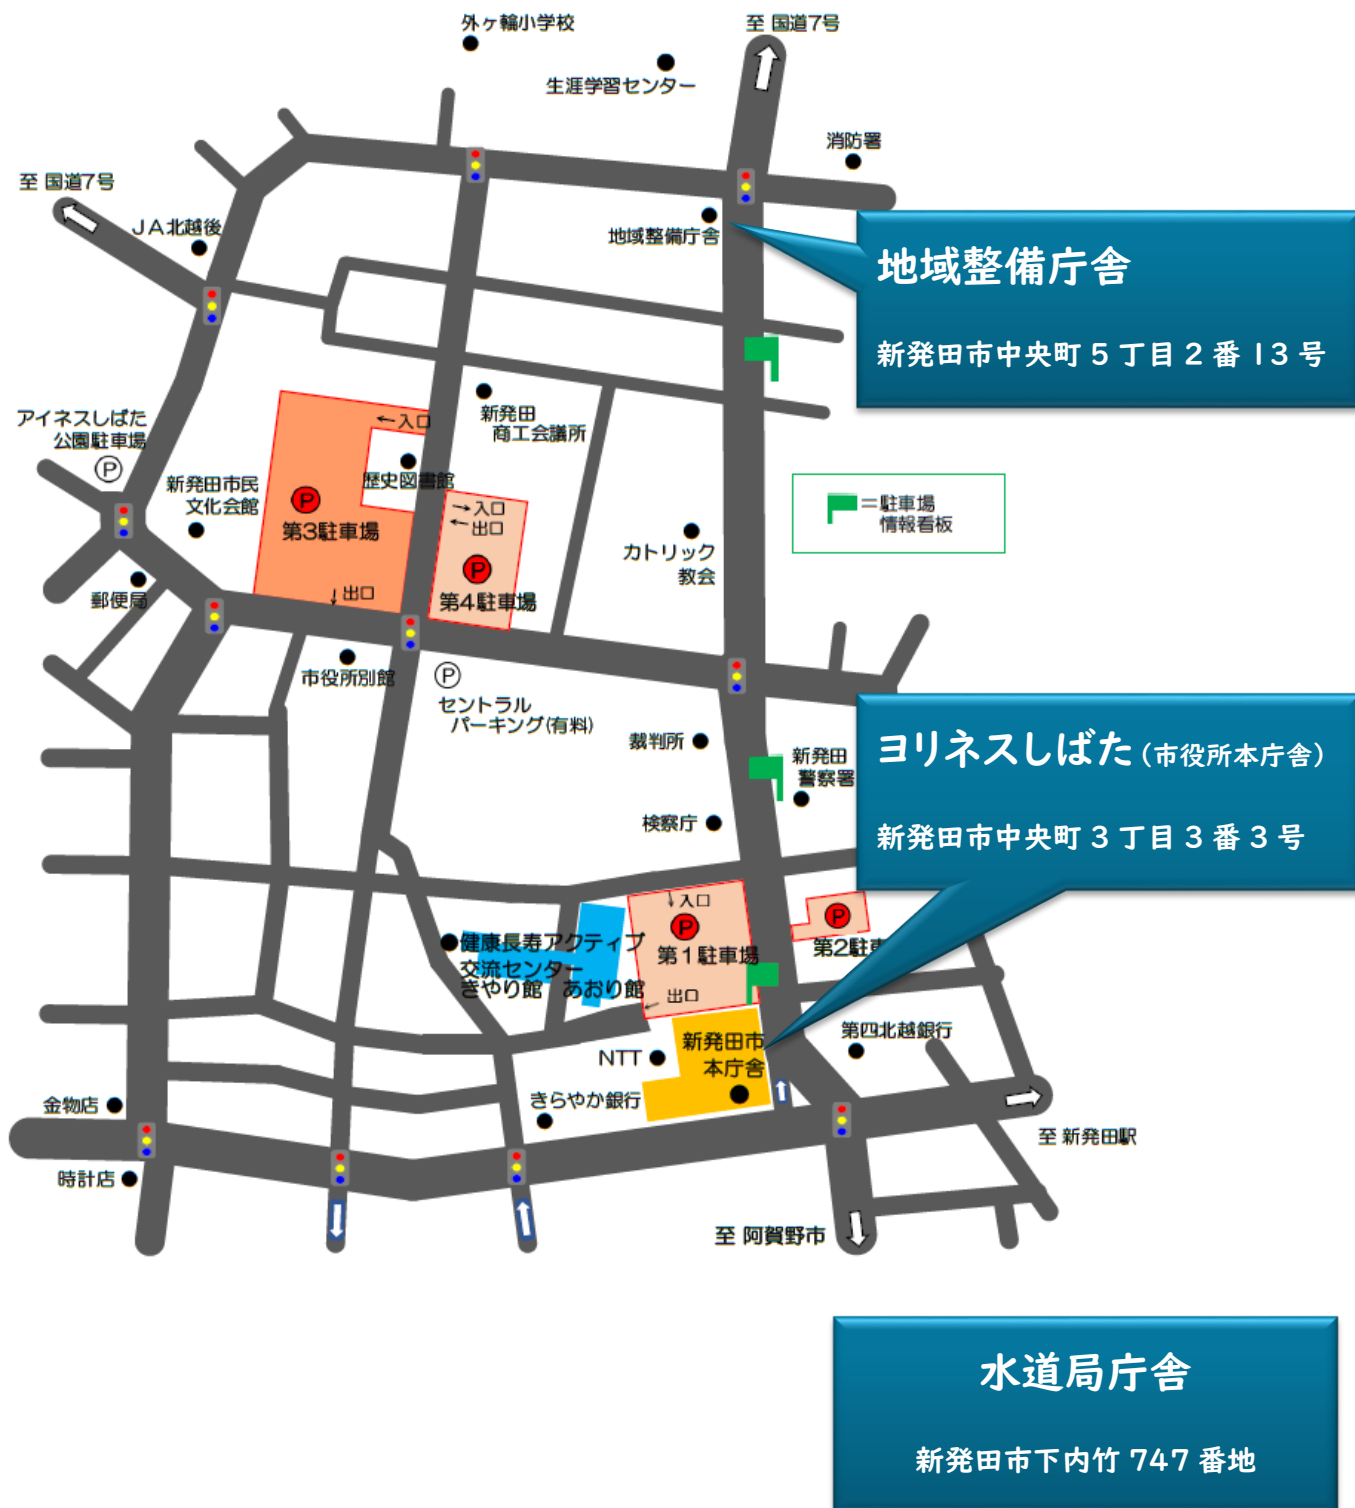 外ヶ輪小学校
至 国道7号
生涯学習センター
消防署
至 国道7号
JA北越後
地域整備庁舎
地域整備庁舎
新発田市中央町5丁目2番13号
アイネスしばた
公園駐車場
P
新発田市民
文化会館
←入口
歴史図書館
P
第3駐車場
↓出口
新発田
商工会議所
→入口
←出口
P
第4駐車場
カトリック
教会
=駐車場
情報看板
郵便局
市役所別館
P
セントラル
パーキング(有料)
裁判所
新発田
警察署
検察庁
ヨリネスしばた(市役所本庁舎)
新発田市中央町3丁目3番3号
↓入口
P
第1駐車場
←出口
P
第2駐車
健康長寿アクティブ
交流センター
きやり館 あおり館
新発田市
本庁舎
NTT
第四北越銀行
きらやか銀行
金物店
時計店
至 新発田駅
至 阿賀野市
水道局庁舎
新発田市下内竹747番地